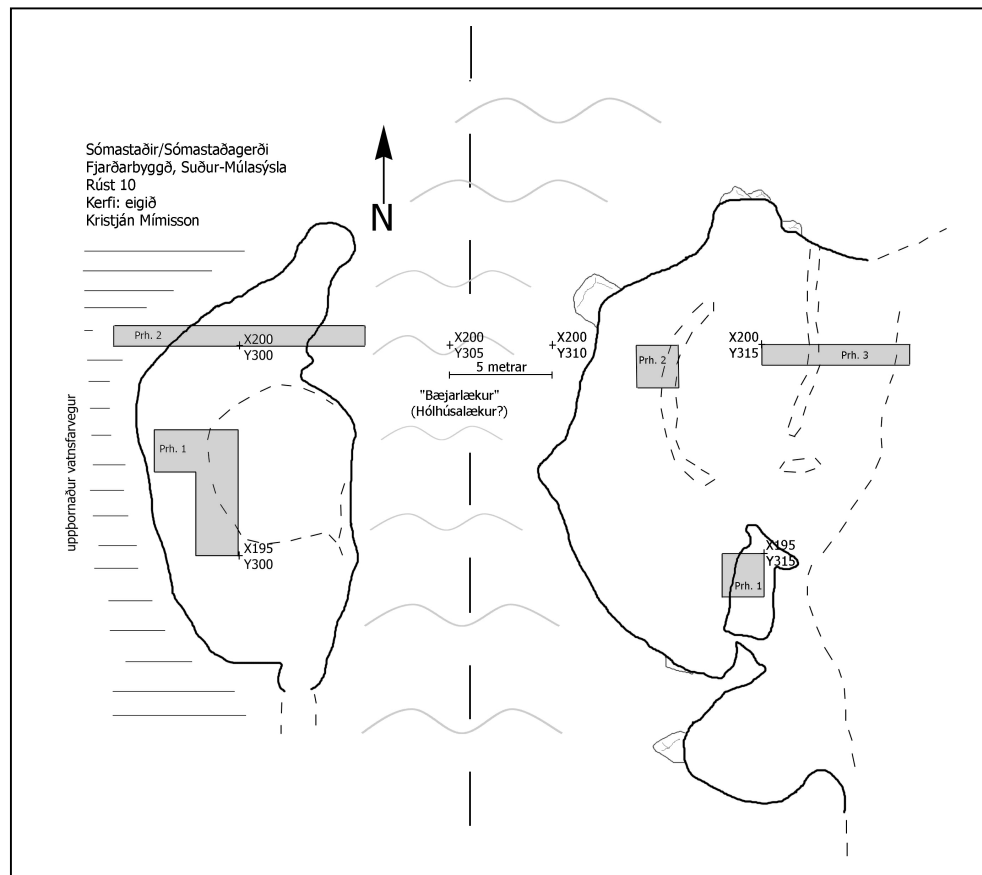 Sómastaðir/Sómastaðagerði
Fjarðarbyggð, Suður-Múlasýsla
Rúst 10
Kerfi: eigið
Kristján Mímisson
N
Prh. 2
X200
Y300
X200
Y305
X200
Y310
5 metrar
"Bæjarlækur"
(Hólhúsalækur?)
Prh. 2
X200
Y315
Prh. 3
uppþornaður vatnsfarvegur
Prh. 1
X195
Y300
X195
Y315
Prh. 1